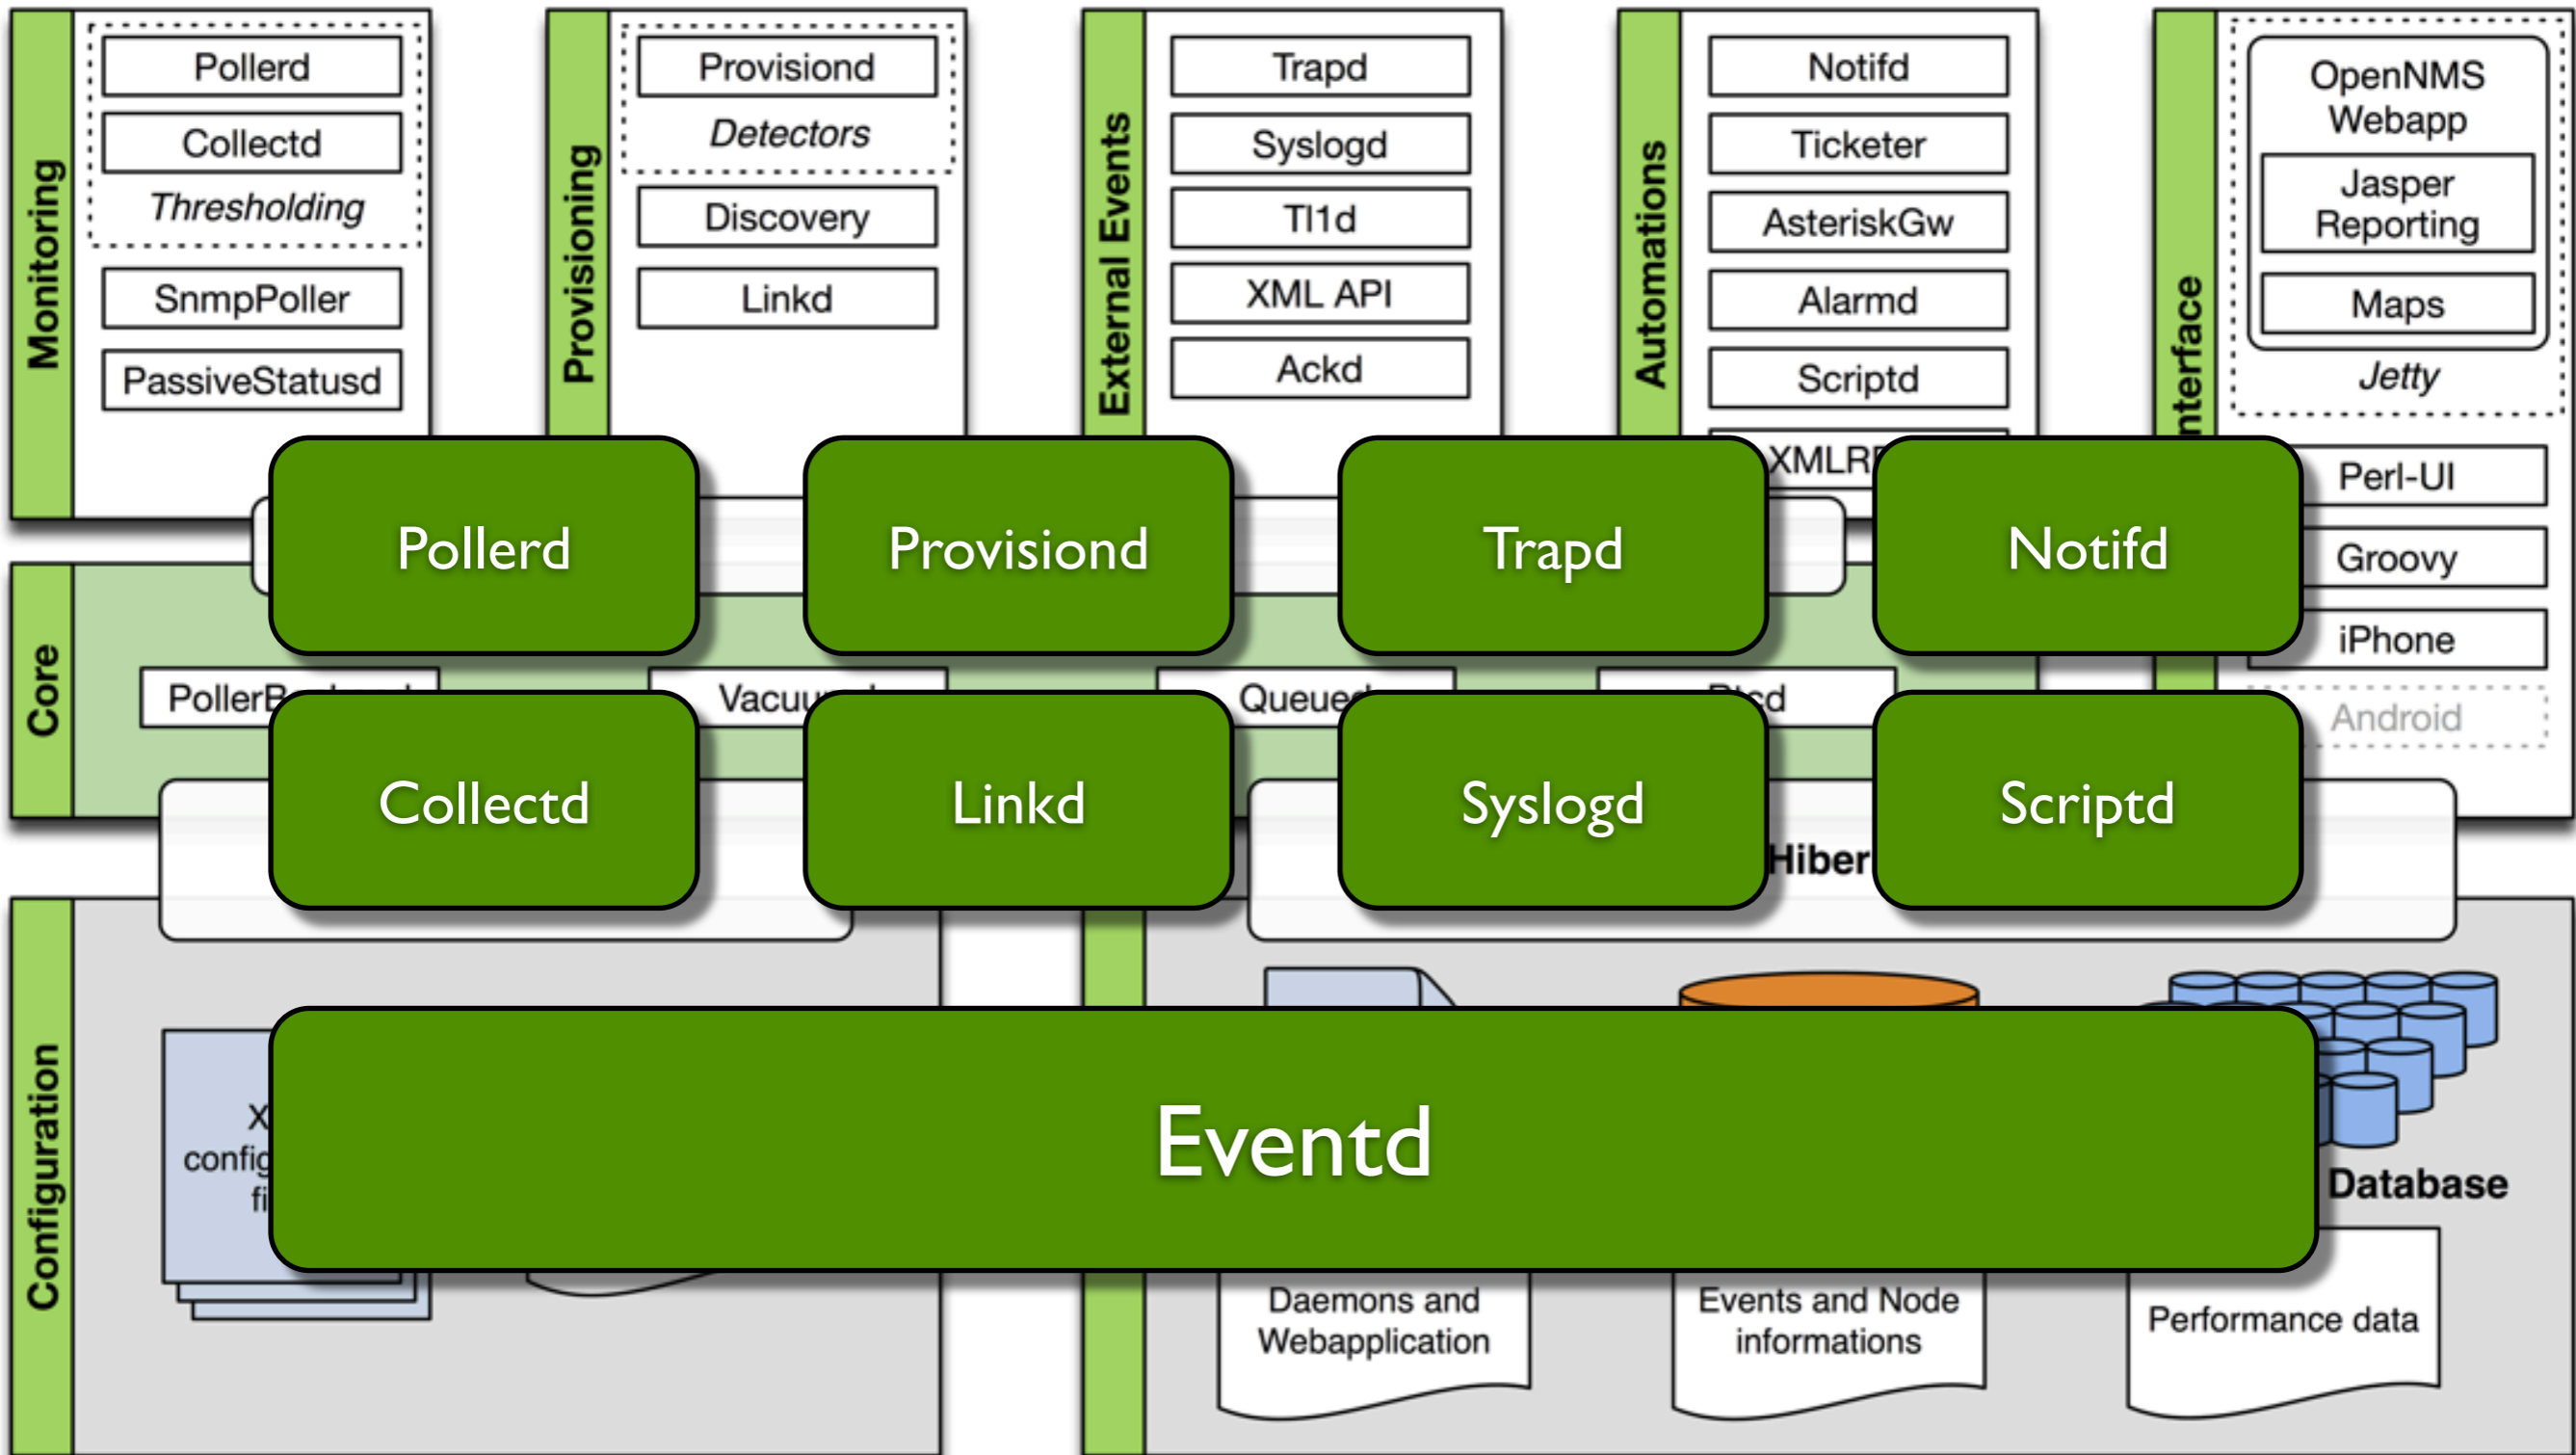 Monitoring
Pollerd
Collectd
Thresholding
SnmpPoller
PassiveStatusd
Provisioning
Provisiond
Detectors
Discovery
Linkd
External Events
Trapd
Syslogd
Tl1d
XML API
Ackd
Automations
Notifd
Ticketer
AsteriskGw
Alarmd
Scriptd
nterface
OpenNMS
Webapp
Jasper
Reporting
Maps
Jetty
Perl-UI
Groovy
iPhone
Android
Pollerd
Provisiond
Trapd
Notifd
Core
Collectd
Linkd
Syslogd
Scriptd
Configuration
Eventd
Database
Daemons and
Webapplication
Events and Node
informations
Performance data